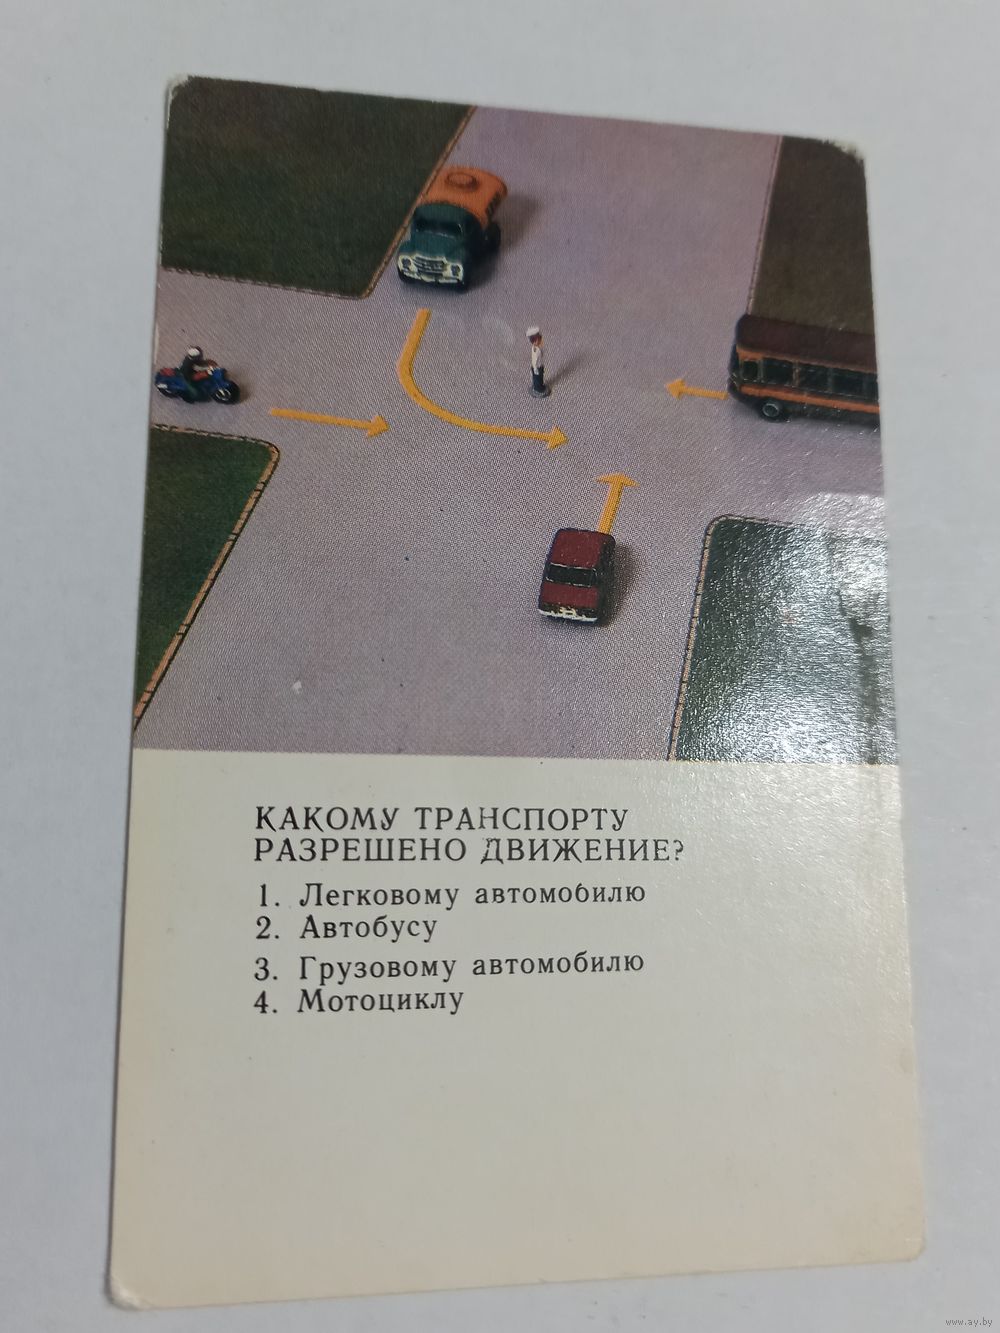 КАКОМУ ТРАНСПОРТУ
РАЗРЕШЕНО ДВИЖЕНИЕ?
1. Легковому автомобилю
2. Автобусу
3. Грузовому автомобилю
4. Мотоциклу
www.ay.by